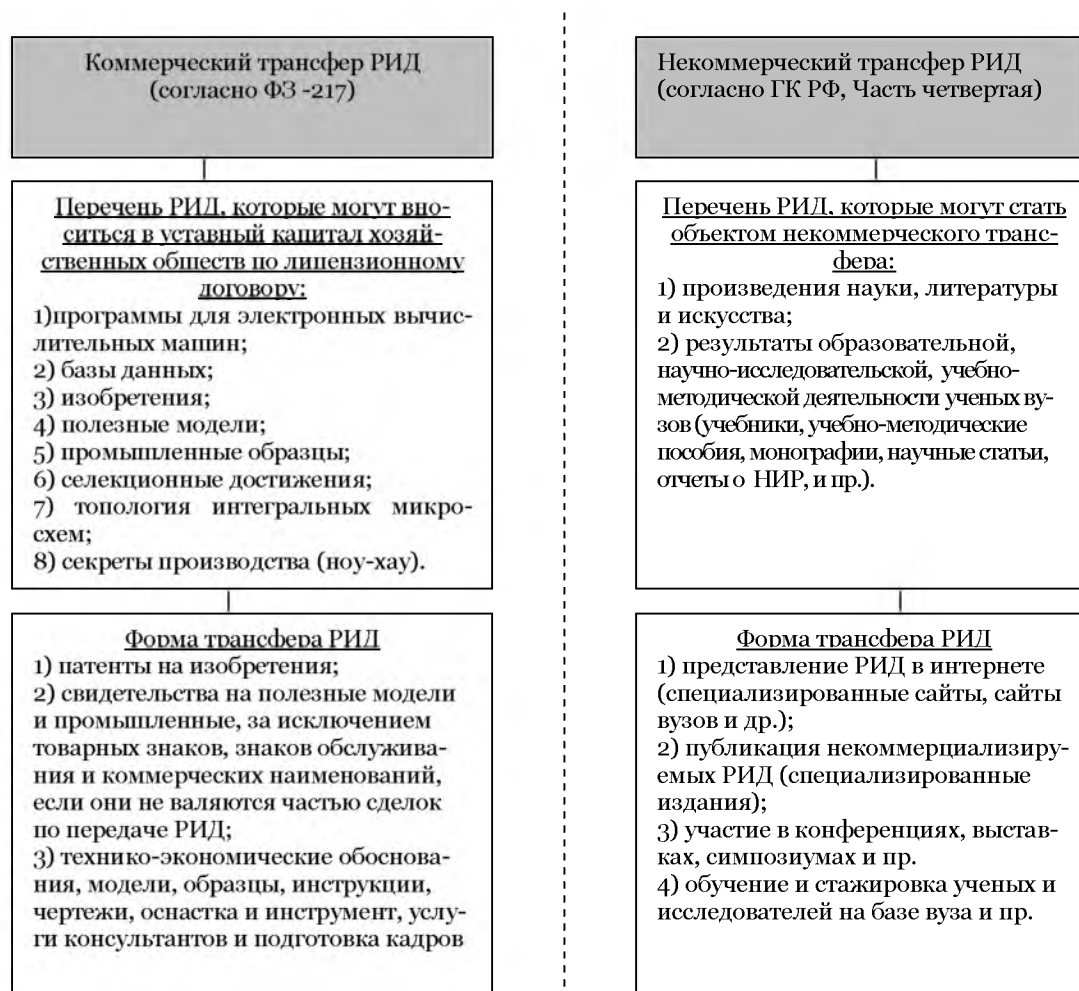 Коммерческий трансфер РИД
(согласно ФЗ -217)
Перечень РИД, которые могут вно-
ситься в уставный капитал хозяй-
ственных обществ по лицензионному
договору:
1)программы для электронных вычис-
лительных машин;
2) базы данных;
3) изобретения;
4) полезные модели;
5) промышленные образцы;
6) селекционные достижения;
7) топология интегральных микро-
схем;
8) секреты производства (ноу-хау).
Форма трансфера РИД
1) патенты на изобретения;
2) свидетельства на полезные модели
и промышленные, за исключением
товарных знаков, знаков обслужива-
ния и коммерческих наименований,
если они не валяются частью сделок
по передаче РИД;
3) технико-экономические обоснова-
ния, модели, образцы, инструкции,
чертежи, оснастка и инструмент, услу-
ги консультантов и подготовка кадров
Некоммерческий трансфер РИД
(согласно ГК РФ, Часть четвертая)
Перечень РИД, которые могут стать
объектом некоммерческого транс-
фера:
1) произведения науки, литературы
и искусства;
2) результаты образовательной,
научно-исследовательской, учебно-
методической деятельности ученых ву-
зов (учебники, учебно-методические
пособия, монографии, научные статьи,
отчеты о НИР, и пр.).
Форма трансфера РИД
1) представление РИД в интернете
(специализированные сайты, сайты
вузов и др.);
2) публикация некоммерциализиру-
емых РИД (специализированные
издания);
3) участие в конференциях, выстав-
ках, симпозиумах и пр.
4) обучение и стажировка ученых и
исследователей на базе вуза и пр.